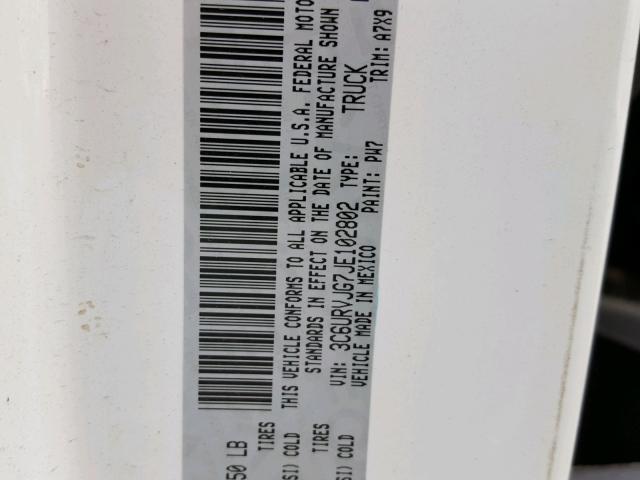 50 LB
TIRES
SI) COLD
THIS VEHICLE CONFORMS TO ALL APPLICABLE U.S.A. FEDERAL MOTO
STANDARDS IN EFFECT ON THE DATE OF MANUFACTURE SHOWN
TIRES
VIN: 3C6URVJG7JE102802 TYPE: TRUCK
SI) COLD
VEHICLE MADE IN MEXICO PAINT: PW7 TRIM: A7X9